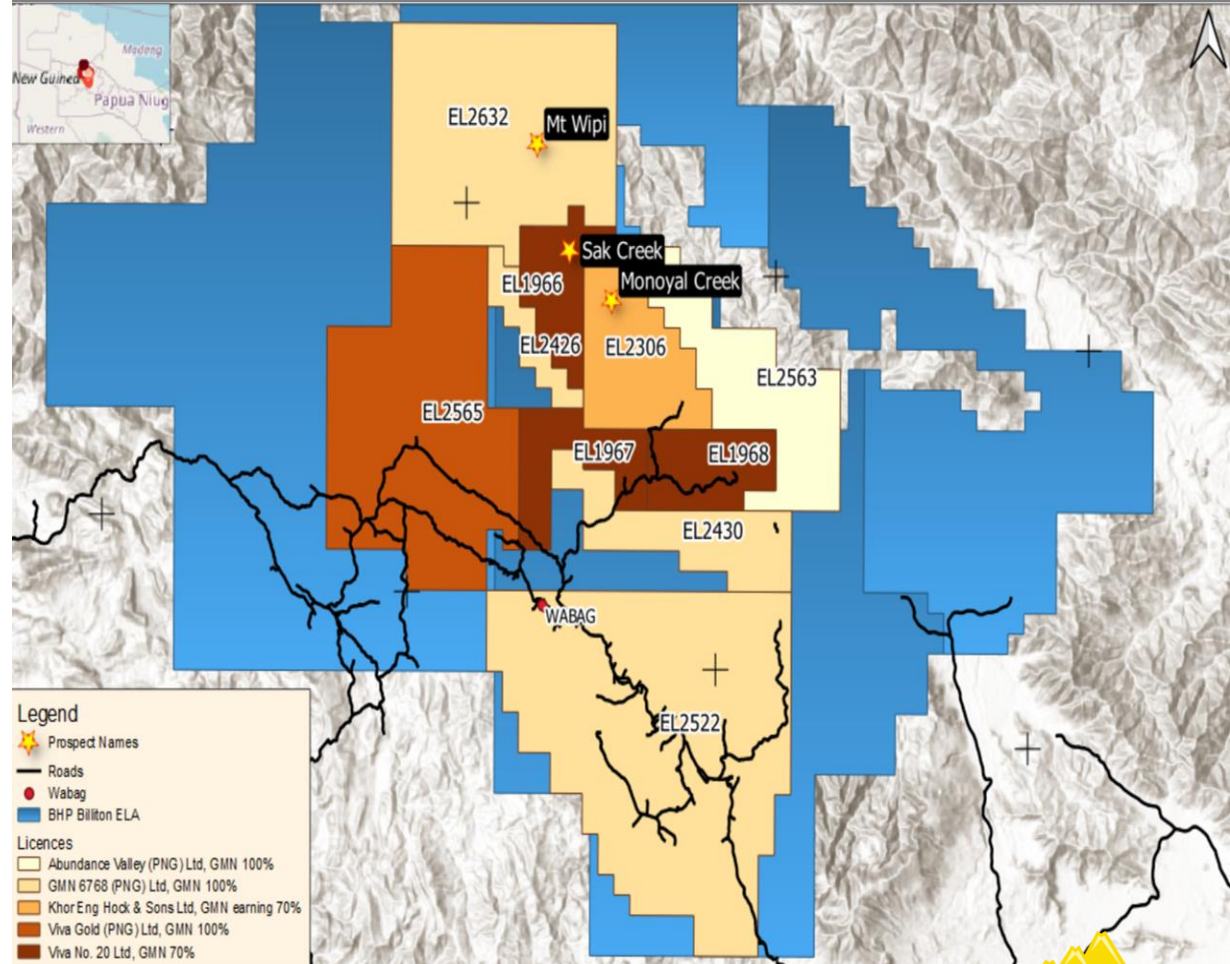 Madang
New Guinea
Papua Niug
Western
EL2632
Mt Wipi
Sak Creek
EL1966
Monoyal Creek
EL2426
EL2306
EL2563
EL2565
EL1967
EL1968
EL2430
WABAG
EL2522
Legend
Prospect Names
Roads
Wabag
BHP Billiton ELA
Licences
Abundance Valley (PNG) Ltd, GMN 100%
GMN 6768 (PNG) Ltd, GMN 100%
Khor Eng Hock & Sons Ltd, GMN earning 70%
Viva Gold (PNG) Ltd, GMN 100%
Viva No. 20 Ltd, GMN 70%